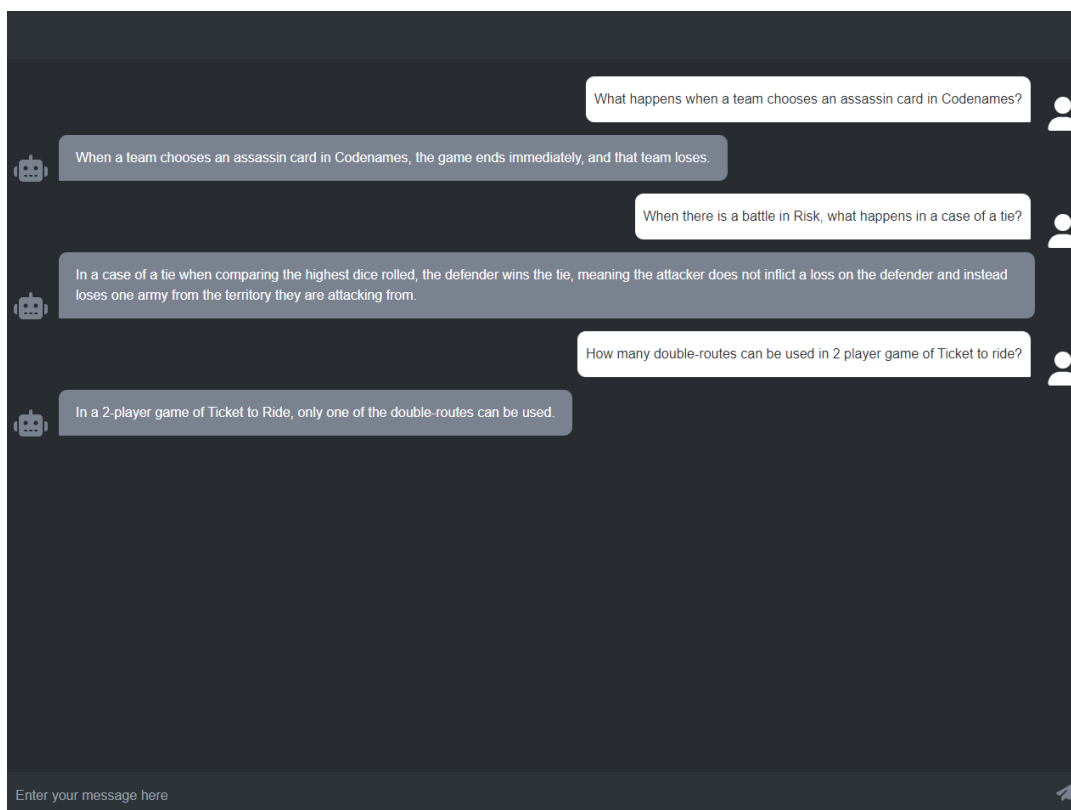 What happens when a team chooses an assassin card in Codenames?
When a team chooses an assassin card in Codenames, the game ends immediately, and that team loses.
When there is a battle in Risk, what happens in a case of a tie?
In a case of a tie when comparing the highest dice rolled, the defender wins the tie, meaning the attacker does not inflict a loss on the defender and instead
loses one army from the territory they are attacking from.
How many double-routes can be used in 2 player game of Ticket to ride?
In a 2-player game of Ticket to Ride, only one of the double-routes can be used.
Enter your message here